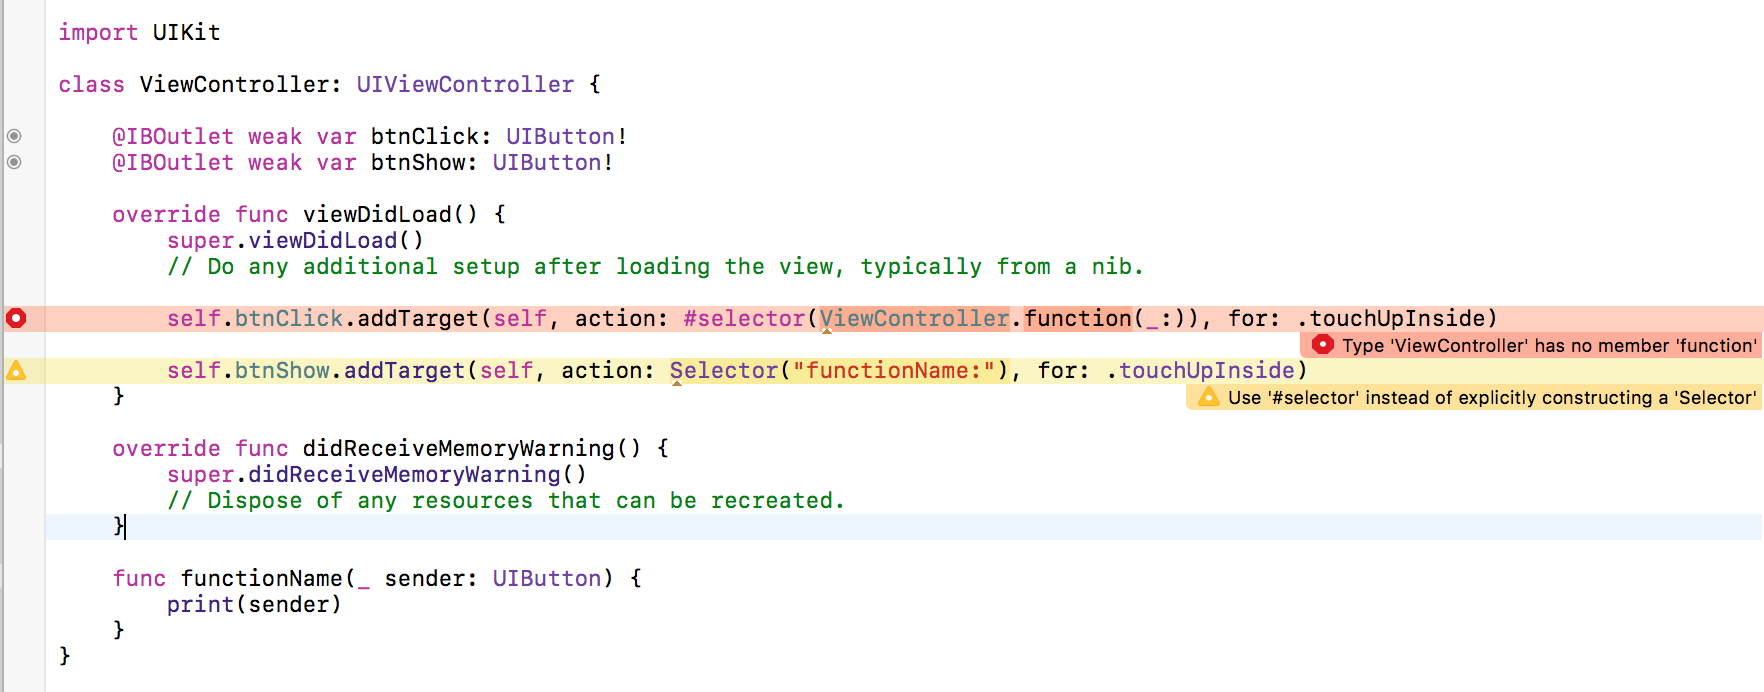 import UIKit
class ViewController: UIViewController {
@IBOutlet weak var btnClick: UIButton!
@IBOutlet weak var btnShow: UIButton!
override func viewDidLoad() {
super.viewDidLoad()
// Do any additional setup after loading the view, typically from a nib.
self.btnClick.addTarget(self, action: #selector(ViewController.function(_:)), for: .touchUpInside)
Type 'ViewController' has no member 'function'
self.btnShow.addTarget(self, action: Selector("functionName:"), for: .touchUpInside)
Use '#selector' instead of explicitly constructing a 'Selector'
}
override func didReceiveMemoryWarning() {
super.didReceiveMemoryWarning()
// Dispose of any resources that can be recreated.
}
func functionName(_ sender: UIButton) {
print(sender)
}
}